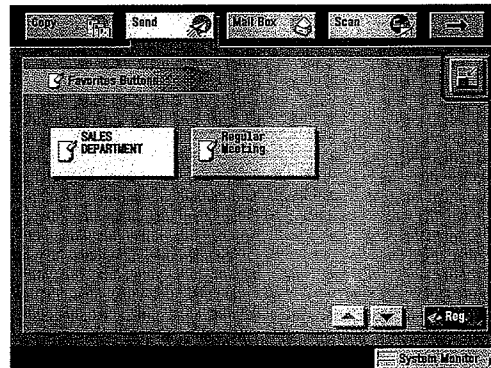 Copy
Send
Mail Box
Scan
Favorites Buttons
SALES
DEPARTMENT
Regular
Meeting
Reg.
System Monitor